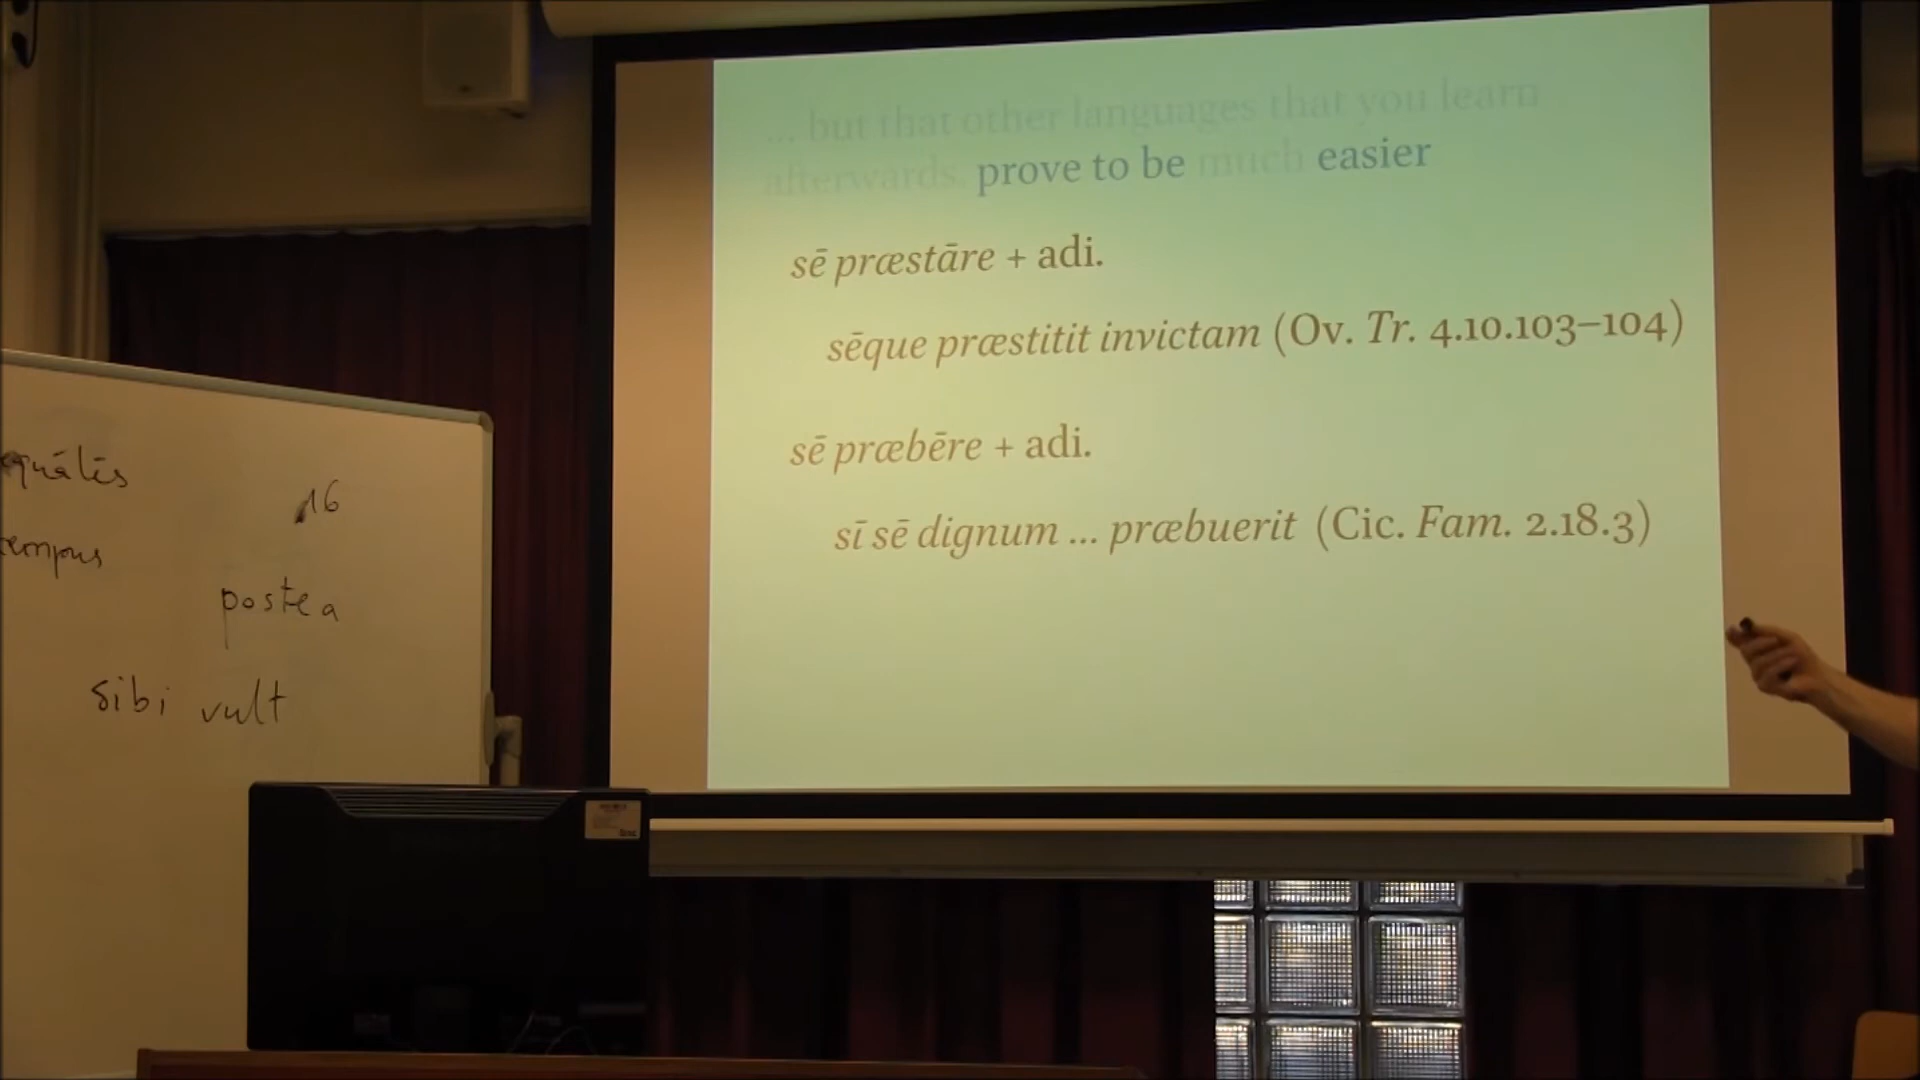 ... but that other languages that you learn
afterwards, prove to be much easier
sē præstāre + adi.
sēque præstitit invictam (Ov. Tr. 4.10.103–104)
sē præbēre + adi.
sī sē dignum ... præbuerit (Cic. Fam. 2.18.3)
quālēs
16
tempus
postea
sibi vult